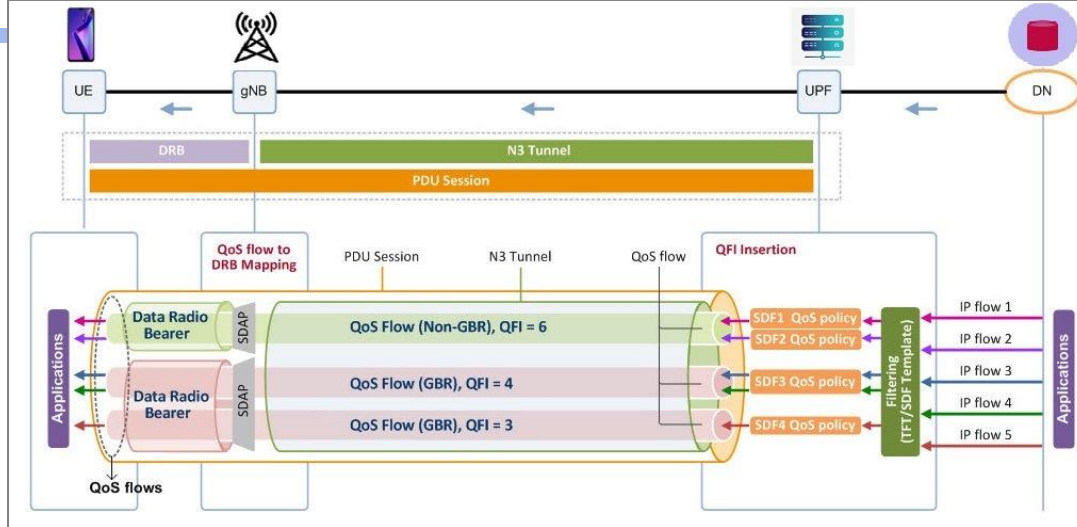 UE
gNB
UPF
DN
DRB
N3 Tunnel
PDU Session
QoS flow to
DRB Mapping
PDU Session
N3 Tunnel
QoS flow
QFI Insertion
Applications
Data Radio
Bearer
SDAP
QoS Flow (Non-GBR), QFI = 6
Data Radio
Bearer
SDAP
QoS Flow (GBR), QFI = 4
QoS Flow (GBR), QFI = 3
SDF1 QoS policy
SDF2 QoS policy
SDF3 QoS policy
SDF4 QoS policy
Filtering
(TFT/SDF Template)
IP flow 1
IP flow 2
IP flow 3
IP flow 4
IP flow 5
Applications
QoS flows